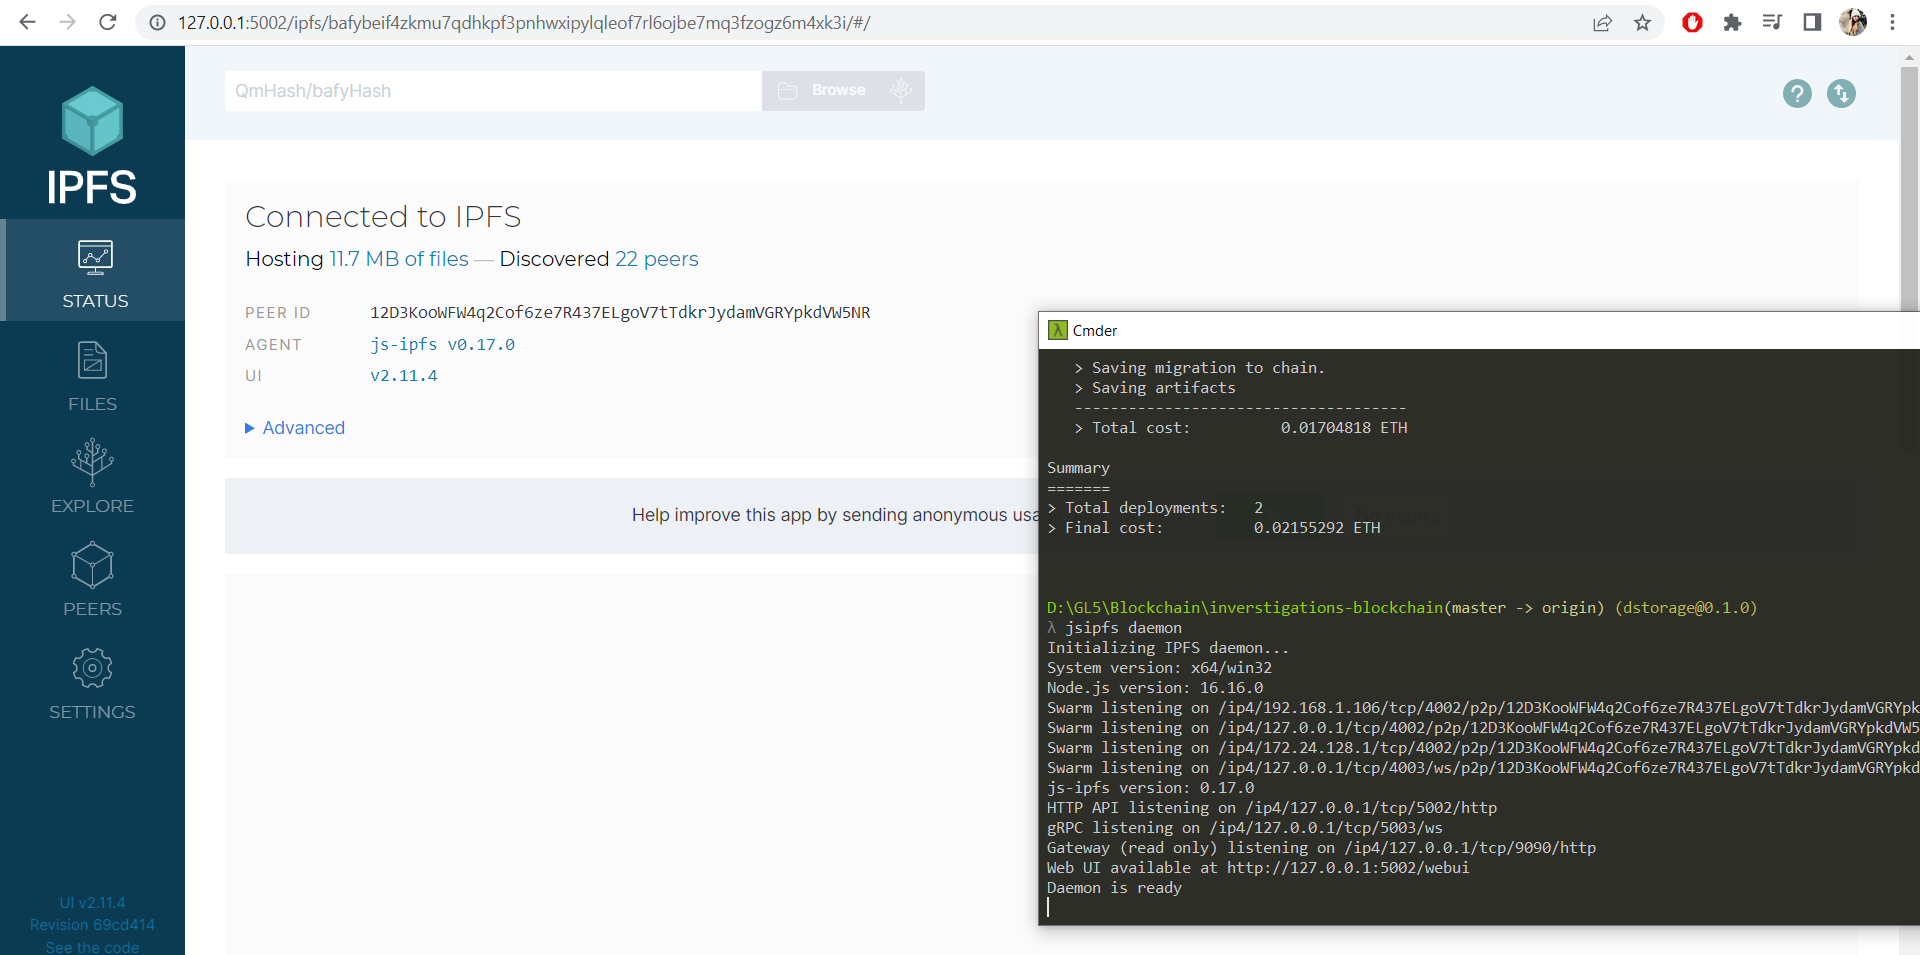 127.0.0.1:5002/ipfs/bafybeif4zkmu7qdhkpf3pnhwxipylqleof7rl6ojbe7mq3fzogz6m4xk3i/#/
QmHash/bafyHash
Browse
IPFS
STATUS
FILES
EXPLORE
PEERS
SETTINGS
UI v2.11.4
Revision 69cd414
See the code
Connected to IPFS
Hosting 11.7 MB of files — Discovered 22 peers
PEER ID 12D3KooWFW4q2Cof6ze7R437ELgoV7tTdkrJydamVGRYpkdVW5NR
AGENT js-ipfs v0.17.0
UI v2.11.4
Advanced
Help improve this app by sending anonymous usa
No thanks
Cmder
> Saving migration to chain.
> Saving artifacts
-------------------------------------
> Total cost: 0.01704818 ETH
Summary
=======
> Total deployments: 2
> Final cost: 0.02155292 ETH
D:\GL5\Blockchain\inverstigations-blockchain(master -> origin) (dstorage@0.1.0)
λ jsipfs daemon
Initializing IPFS daemon...
System version: x64/win32
Node.js version: 16.16.0
Swarm listening on /ip4/192.168.1.106/tcp/4002/p2p/12D3KooWFW4q2Cof6ze7R437ELgoV7tTdkrJydamVGRYpk
Swarm listening on /ip4/127.0.0.1/tcp/4002/p2p/12D3KooWFW4q2Cof6ze7R437ELgoV7tTdkrJydamVGRYpkdVW5
Swarm listening on /ip4/172.24.128.1/tcp/4002/p2p/12D3KooWFW4q2Cof6ze7R437ELgoV7tTdkrJydamVGRYpkd
Swarm listening on /ip4/127.0.0.1/tcp/4003/ws/p2p/12D3KooWFW4q2Cof6ze7R437ELgoV7tTdkrJydamVGRYpkd
js-ipfs version: 0.17.0
HTTP API listening on /ip4/127.0.0.1/tcp/5002/http
gRPC listening on /ip4/127.0.0.1/tcp/5003/ws
Gateway (read only) listening on /ip4/127.0.0.1/tcp/9090/http
Web UI available at http://127.0.0.1:5002/webui
Daemon is ready